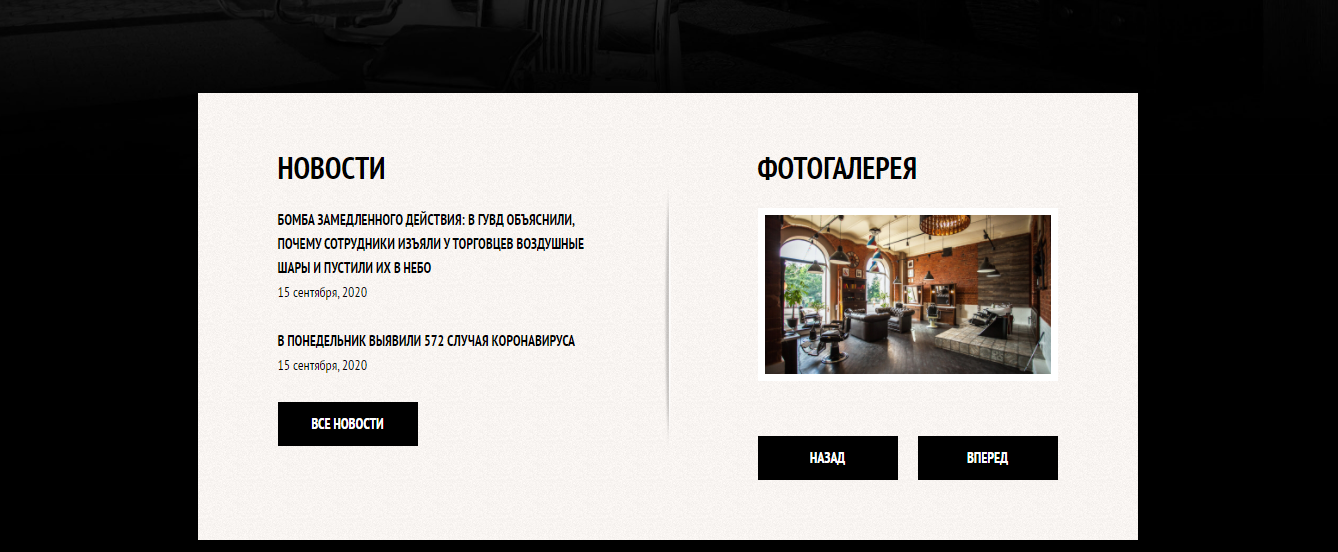 НОВОСТИ
БОМБА ЗАМЕДЛЕННОГО ДЕЙСТВИЯ: В ГУВД ОБЪЯСНИЛИ,
ПОЧЕМУ СОТРУДНИКИ ИЗЪЯЛИ У ТОРГОВЦЕВ ВОЗДУШНЫЕ
ШАРЫ И ПУСТИЛИ ИХ В НЕБО
15 сентября, 2020
В ПОНЕДЕЛЬНИК ВЫЯВИЛИ 572 СЛУЧАЯ КОРОНАВИРУСА
15 сентября, 2020
ВСЕ НОВОСТИ
ФОТОГАЛЕРЕЯ
НАЗАД
ВПЕРЕД